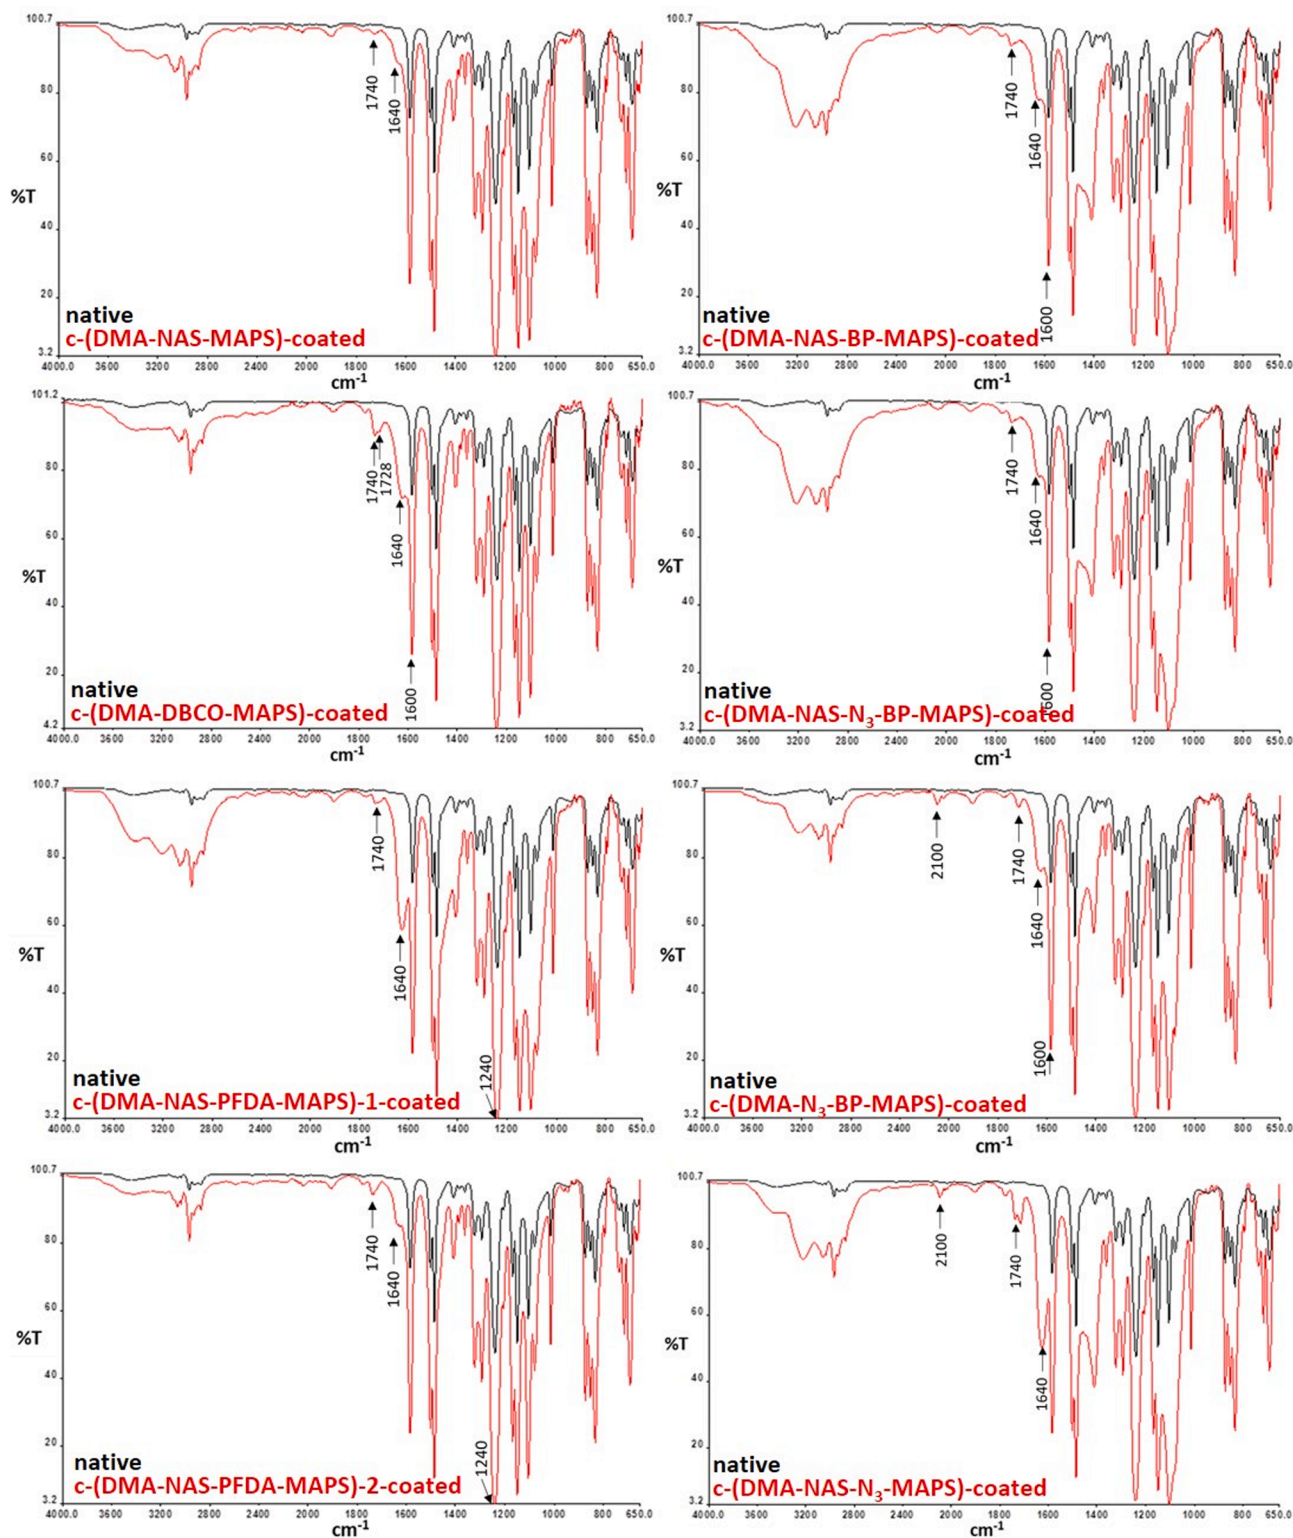 100.7
80
60
%T
40
20
3.2
1740
1640
native
c-(DMA-NAS-MAPS)-coated
4000.0 3600 3200 2800 2400 2000 1800 1600 1400 1200 1000 800 650.0
cm-1
100.7
80
60
%T
40
20
3.2
1740
1640
1600
native
c-(DMA-NAS-BP-MAPS)-coated
4000.0 3600 3200 2800 2400 2000 1800 1600 1400 1200 1000 800 650.0
cm-1
101.2
80
60
%T
40
20
4.2
1740
1728
1640
1600
native
c-(DMA-DBCO-MAPS)-coated
4000.0 3600 3200 2800 2400 2000 1800 1600 1400 1200 1000 800 650.0
cm-1
100.7
80
60
%T
40
20
3.2
1740
1640
1600
native
c-(DMA-NAS-N3-BP-MAPS)-coated
4000.0 3600 3200 2800 2400 2000 1800 1600 1400 1200 1000 800 650.0
cm-1
100.7
80
60
%T
40
20
3.2
1740
1640
1240
native
c-(DMA-NAS-PFDA-MAPS)-1-coated
4000.0 3600 3200 2800 2400 2000 1800 1600 1400 1200 1000 800 650.0
cm-1
100.7
80
60
%T
40
20
3.2
2100
1740
1640
1600
native
c-(DMA-N3-BP-MAPS)-coated
4000.0 3600 3200 2800 2400 2000 1800 1600 1400 1200 1000 800 650.0
cm-1
100.7
80
60
%T
40
20
3.2
1740
1640
1240
native
c-(DMA-NAS-PFDA-MAPS)-2-coated
4000.0 3600 3200 2800 2400 2000 1800 1600 1400 1200 1000 800 650.0
cm-1
100.7
80
60
%T
40
20
3.2
2100
1740
1640
native
c-(DMA-NAS-N3-MAPS)-coated
4000.0 3600 3200 2800 2400 2000 1800 1600 1400 1200 1000 800 650.0
cm-1